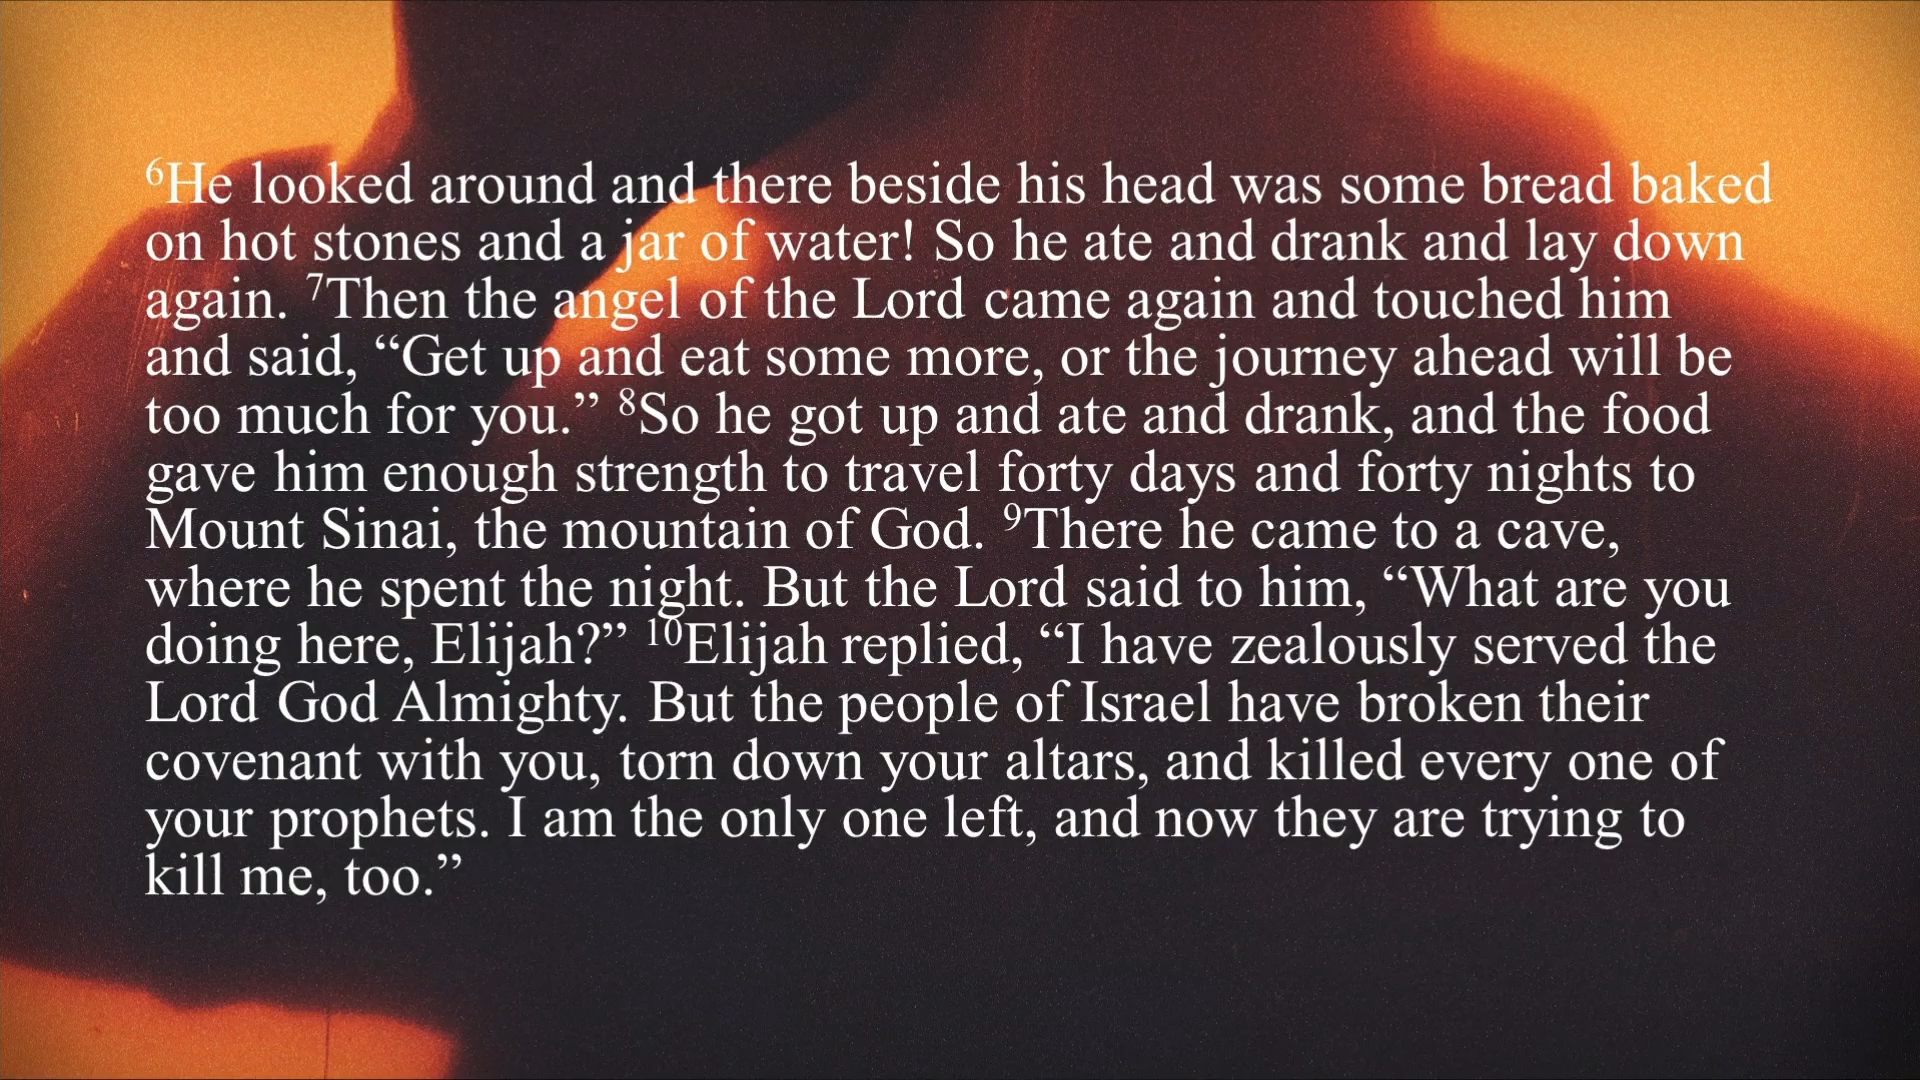 ⁶He looked around and there beside his head was some bread baked
on hot stones and a jar of water! So he ate and drank and lay down
again. ⁷Then the angel of the Lord came again and touched him
and said, “Get up and eat some more, or the journey ahead will be
too much for you.” ⁸So he got up and ate and drank, and the food
gave him enough strength to travel forty days and forty nights to
Mount Sinai, the mountain of God. ⁹There he came to a cave,
where he spent the night. But the Lord said to him, “What are you
doing here, Elijah?” ¹⁰Elijah replied, “I have zealously served the
Lord God Almighty. But the people of Israel have broken their
covenant with you, torn down your altars, and killed every one of
your prophets. I am the only one left, and now they are trying to
kill me, too.”